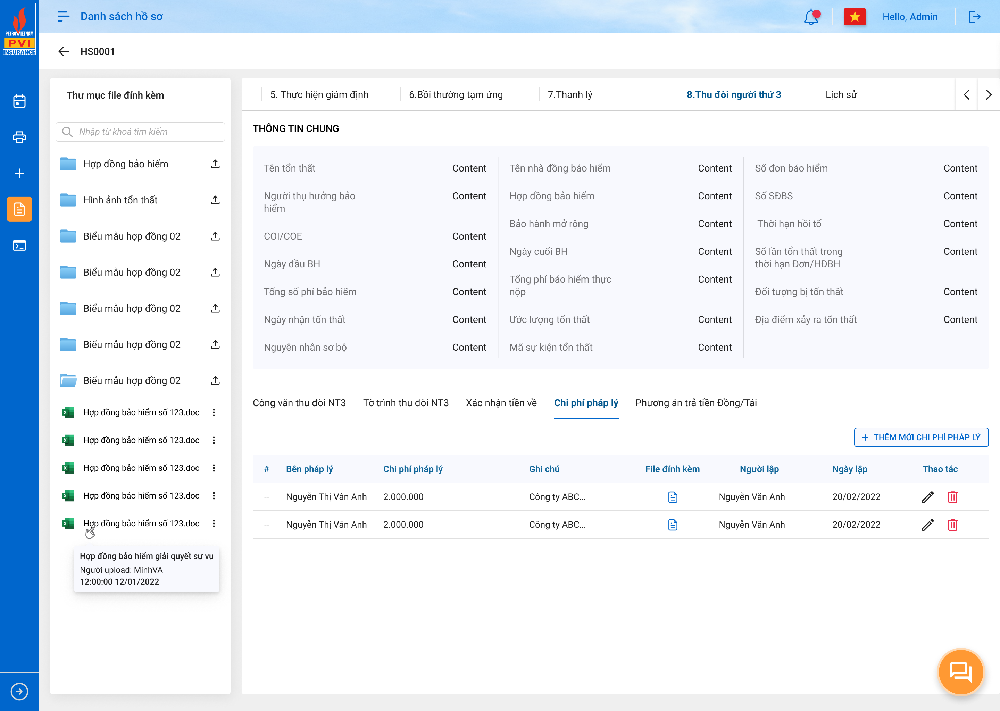 PETROVIETNAM
PVI
INSURANCE
Danh sách hồ sơ
Hello, Admin
HS0001
Thư mục file đính kèm
Nhập từ khoá tìm kiếm
Hợp đồng bảo hiểm
Hình ảnh tổn thất
Biểu mẫu hợp đồng 02
Biểu mẫu hợp đồng 02
Biểu mẫu hợp đồng 02
Biểu mẫu hợp đồng 02
Biểu mẫu hợp đồng 02
Hợp đồng bảo hiểm số 123.doc
Hợp đồng bảo hiểm số 123.doc
Hợp đồng bảo hiểm số 123.doc
Hợp đồng bảo hiểm số 123.doc
Hợp đồng bảo hiểm số 123.doc
Hợp đồng bảo hiểm giải quyết sự vụ
Người upload: MinhVA
12:00:00 12/01/2022
5. Thực hiện giám định 6.Bồi thường tạm ứng 7.Thanh lý 8.Thu đòi người thứ 3 Lịch sử
THÔNG TIN CHUNG
Tên tổn thất Content
Người thụ hưởng bảo Content
hiểm
COI/COE Content
Ngày đầu BH Content
Tổng số phí bảo hiểm Content
Ngày nhận tổn thất Content
Nguyên nhân sơ bộ Content
Tên nhà đồng bảo hiểm Content
Hợp đồng bảo hiểm Content
Bảo hành mở rộng Content
Ngày cuối BH Content
Tổng phí bảo hiểm thực Content
nộp
Ước lượng tổn thất Content
Mã sự kiện tổn thất Content
Số đơn bảo hiểm Content
Số SĐBS Content
Thời hạn hồi tố Content
Số lần tổn thất trong Content
thời hạn Đơn/HĐBH
Đối tượng bị tổn thất Content
Địa điểm xảy ra tổn thất Content
Công văn thu đòi NT3 Tờ trình thu đòi NT3 Xác nhận tiền về Chi phí pháp lý Phương án trả tiền Đồng/Tái
THÊM MỚI CHI PHÍ PHÁP LÝ
# Bên pháp lý Chi phí pháp lý Ghi chú File đính kèm Người lập Ngày lập Thao tác
-- Nguyễn Thị Vân Anh 2.000.000 Công ty ABC... Nguyễn Văn Anh 20/02/2022
-- Nguyễn Thị Vân Anh 2.000.000 Công ty ABC... Nguyễn Văn Anh 20/02/2022